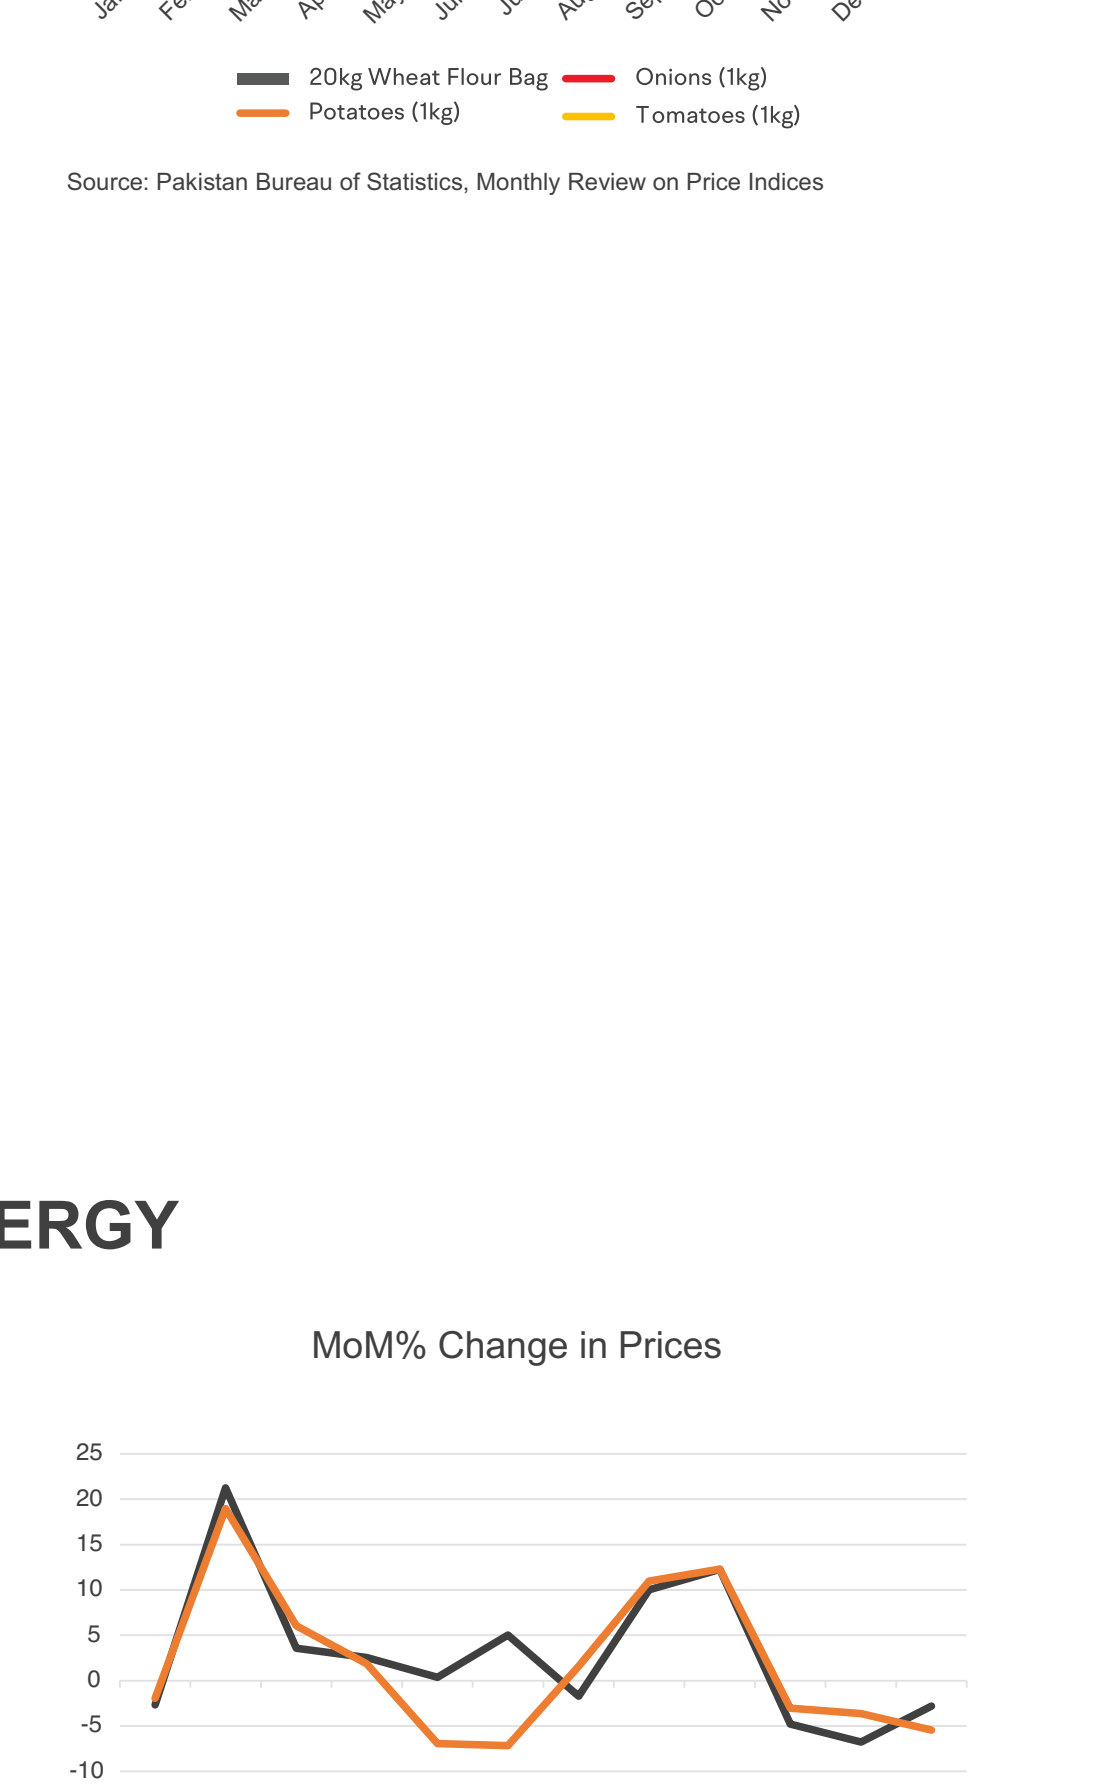 20kg Wheat Flour Bag Onions (1kg)
Potatoes (1kg) Tomatoes (1kg)
Source: Pakistan Bureau of Statistics, Monthly Review on Price Indices
ERGY
MoM% Change in Prices
25
20
15
10
5
0
-5
-10